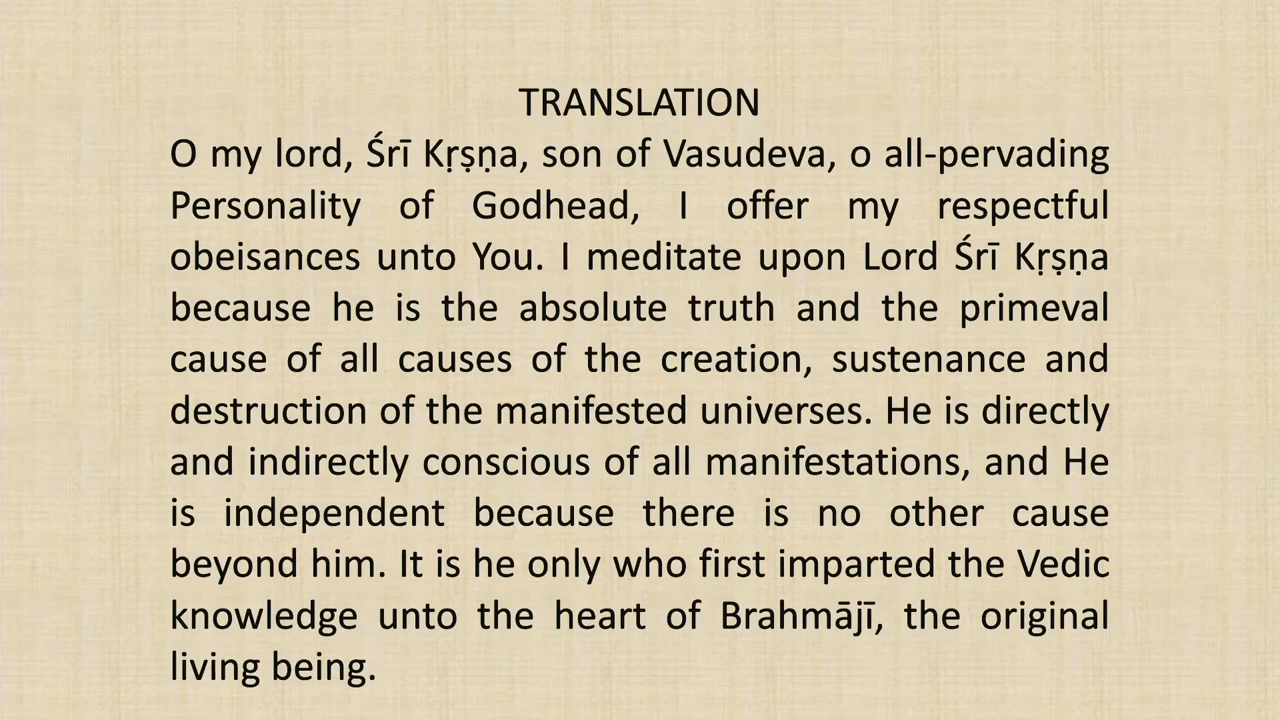 TRANSLATION
O my lord, Śrī Kṛṣṇa, son of Vasudeva, o all-pervading
Personality of Godhead, I offer my respectful
obeisances unto You. I meditate upon Lord Śrī Kṛṣṇa
because he is the absolute truth and the primeval
cause of all causes of the creation, sustenance and
destruction of the manifested universes. He is directly
and indirectly conscious of all manifestations, and He
is independent because there is no other cause
beyond him. It is he only who first imparted the Vedic
knowledge unto the heart of Brahmājī, the original
living being.